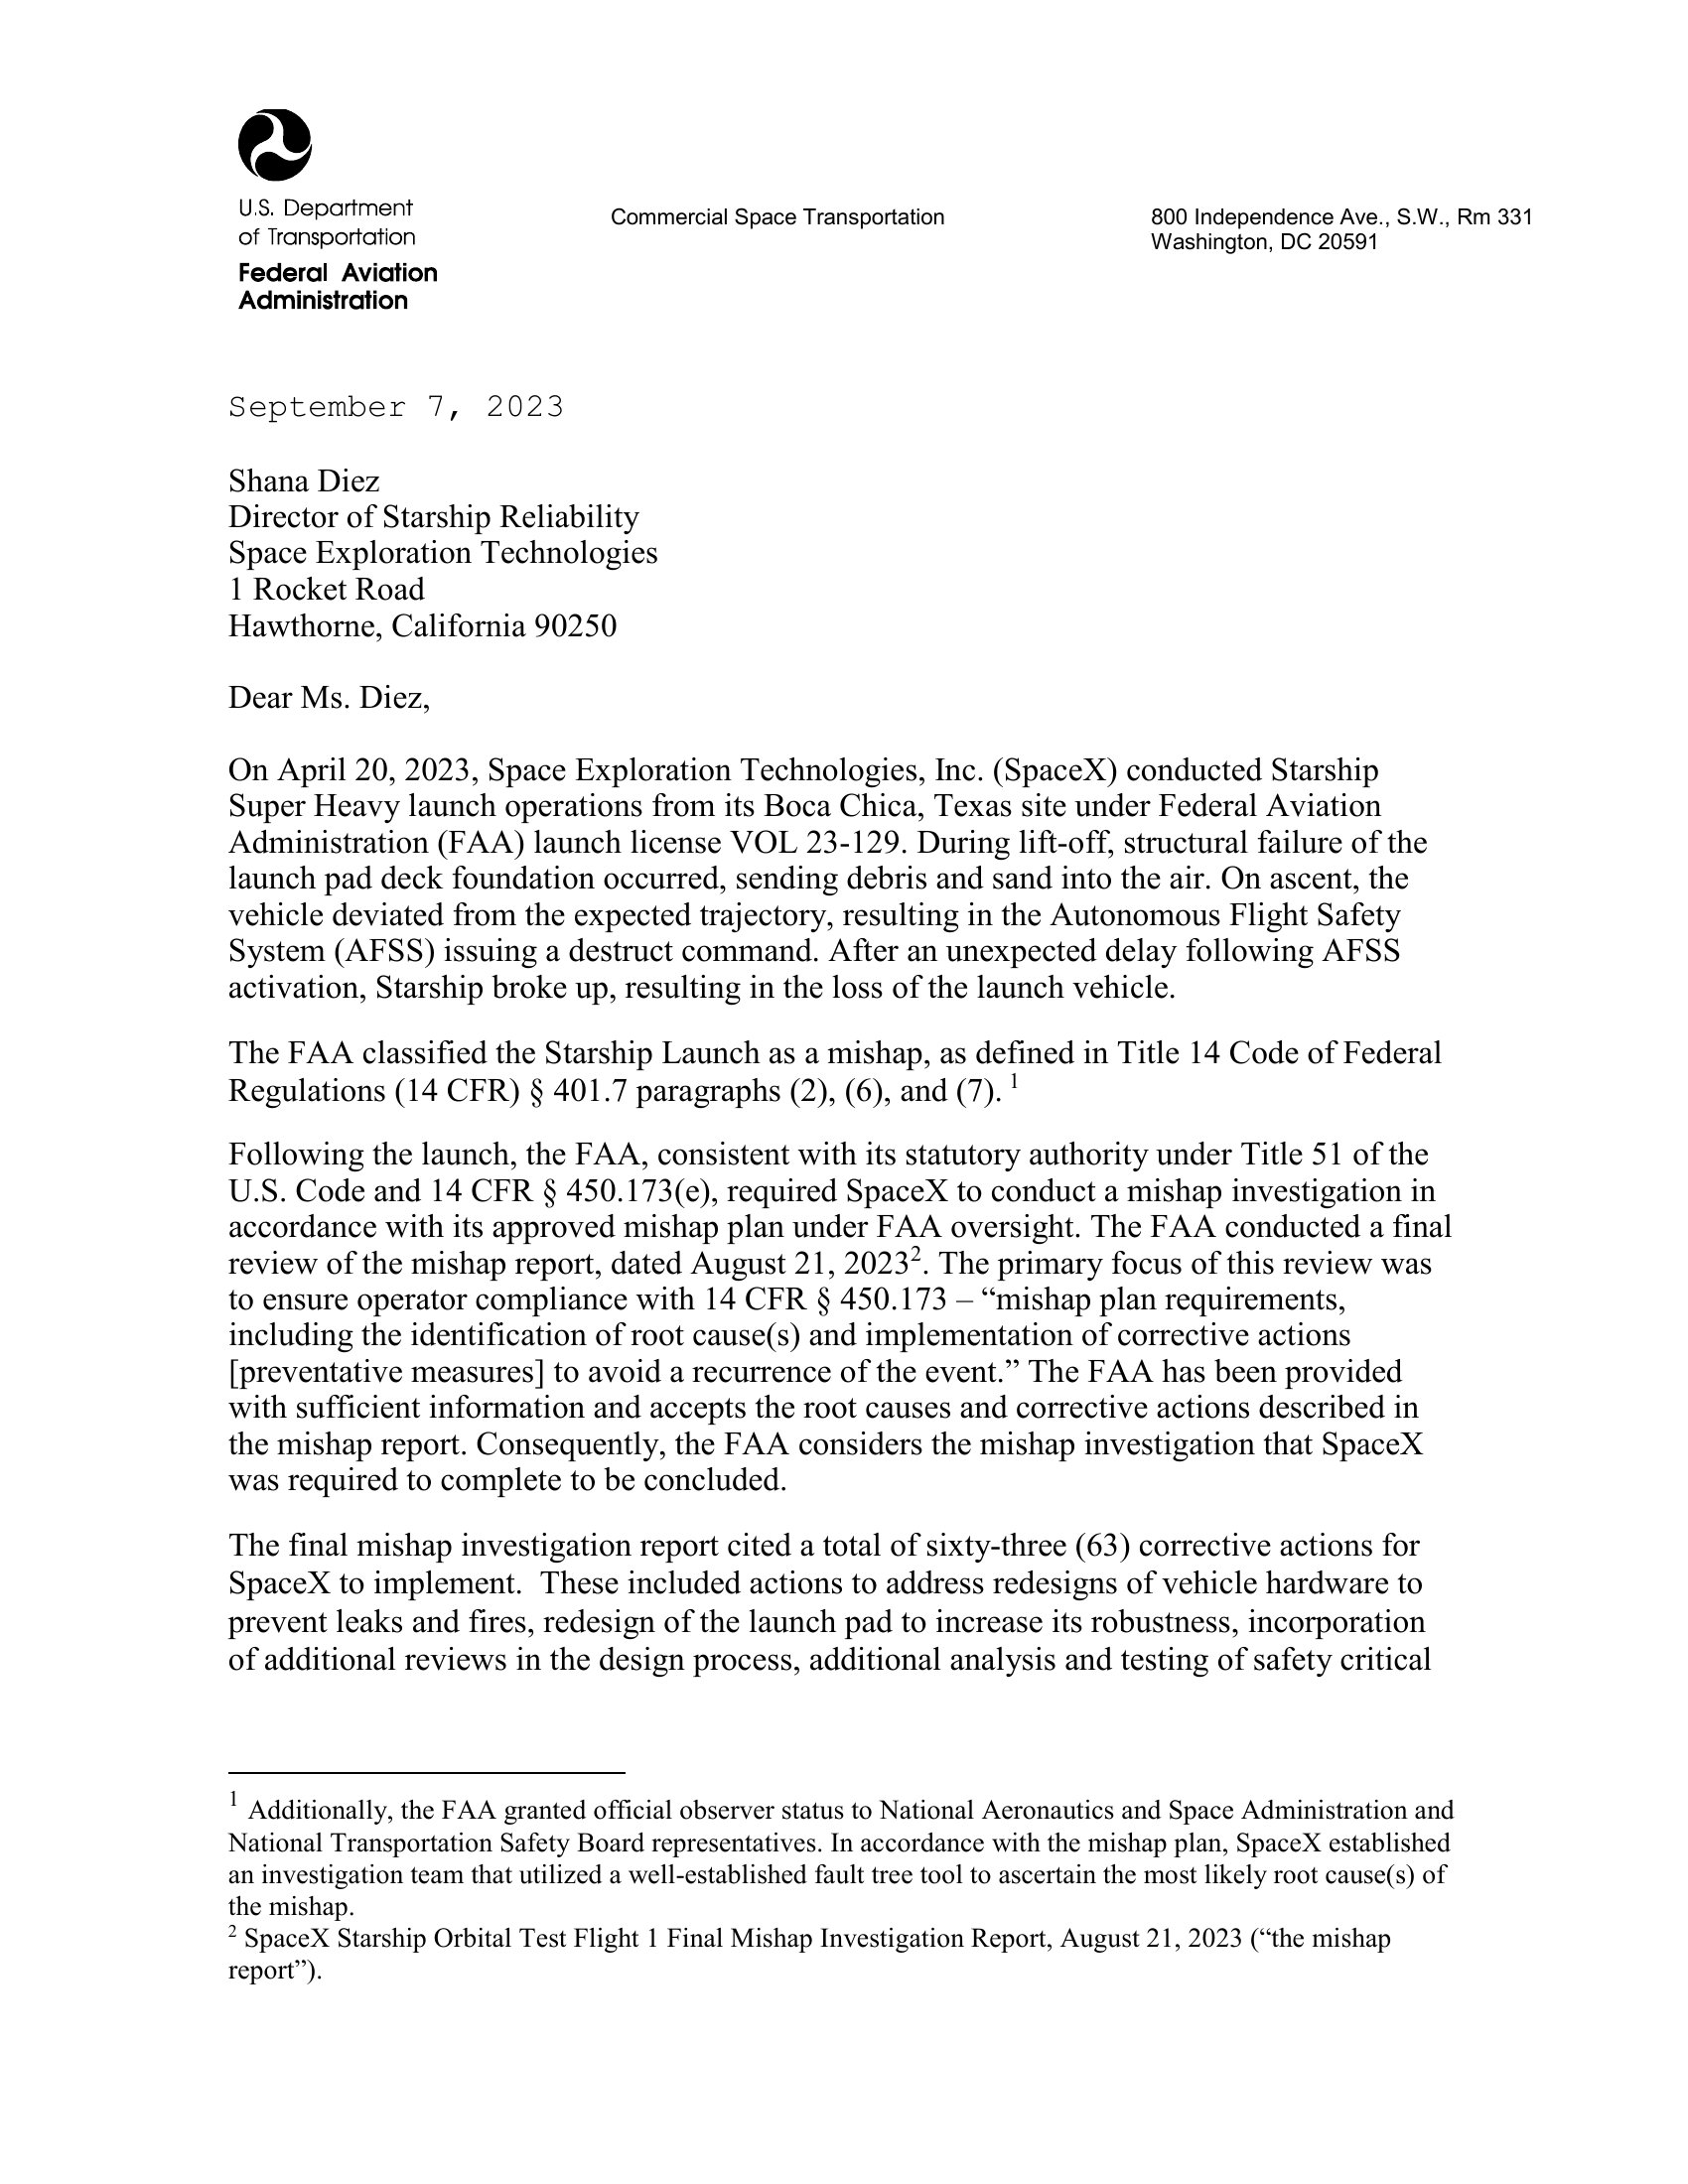 U.S. Department
of Transportation
Federal Aviation
Administration
Commercial Space Transportation
800 Independence Ave., S.W., Rm 331
Washington, DC 20591
September 7, 2023
Shana Diez
Director of Starship Reliability
Space Exploration Technologies
1 Rocket Road
Hawthorne, California 90250
Dear Ms. Diez,
On April 20, 2023, Space Exploration Technologies, Inc. (SpaceX) conducted Starship
Super Heavy launch operations from its Boca Chica, Texas site under Federal Aviation
Administration (FAA) launch license VOL 23-129. During lift-off, structural failure of the
launch pad deck foundation occurred, sending debris and sand into the air. On ascent, the
vehicle deviated from the expected trajectory, resulting in the Autonomous Flight Safety
System (AFSS) issuing a destruct command. After an unexpected delay following AFSS
activation, Starship broke up, resulting in the loss of the launch vehicle.
The FAA classified the Starship Launch as a mishap, as defined in Title 14 Code of Federal
Regulations (14 CFR) § 401.7 paragraphs (2), (6), and (7). 1
Following the launch, the FAA, consistent with its statutory authority under Title 51 of the
U.S. Code and 14 CFR § 450.173(e), required SpaceX to conduct a mishap investigation in
accordance with its approved mishap plan under FAA oversight. The FAA conducted a final
review of the mishap report, dated August 21, 20232. The primary focus of this review was
to ensure operator compliance with 14 CFR § 450.173 – “mishap plan requirements,
including the identification of root cause(s) and implementation of corrective actions
[preventative measures] to avoid a recurrence of the event.” The FAA has been provided
with sufficient information and accepts the root causes and corrective actions described in
the mishap report. Consequently, the FAA considers the mishap investigation that SpaceX
was required to complete to be concluded.
The final mishap investigation report cited a total of sixty-three (63) corrective actions for
SpaceX to implement.  These included actions to address redesigns of vehicle hardware to
prevent leaks and fires, redesign of the launch pad to increase its robustness, incorporation
of additional reviews in the design process, additional analysis and testing of safety critical
1 Additionally, the FAA granted official observer status to National Aeronautics and Space Administration and
National Transportation Safety Board representatives. In accordance with the mishap plan, SpaceX established
an investigation team that utilized a well-established fault tree tool to ascertain the most likely root cause(s) of
the mishap.
2 SpaceX Starship Orbital Test Flight 1 Final Mishap Investigation Report, August 21, 2023 (“the mishap
report”).